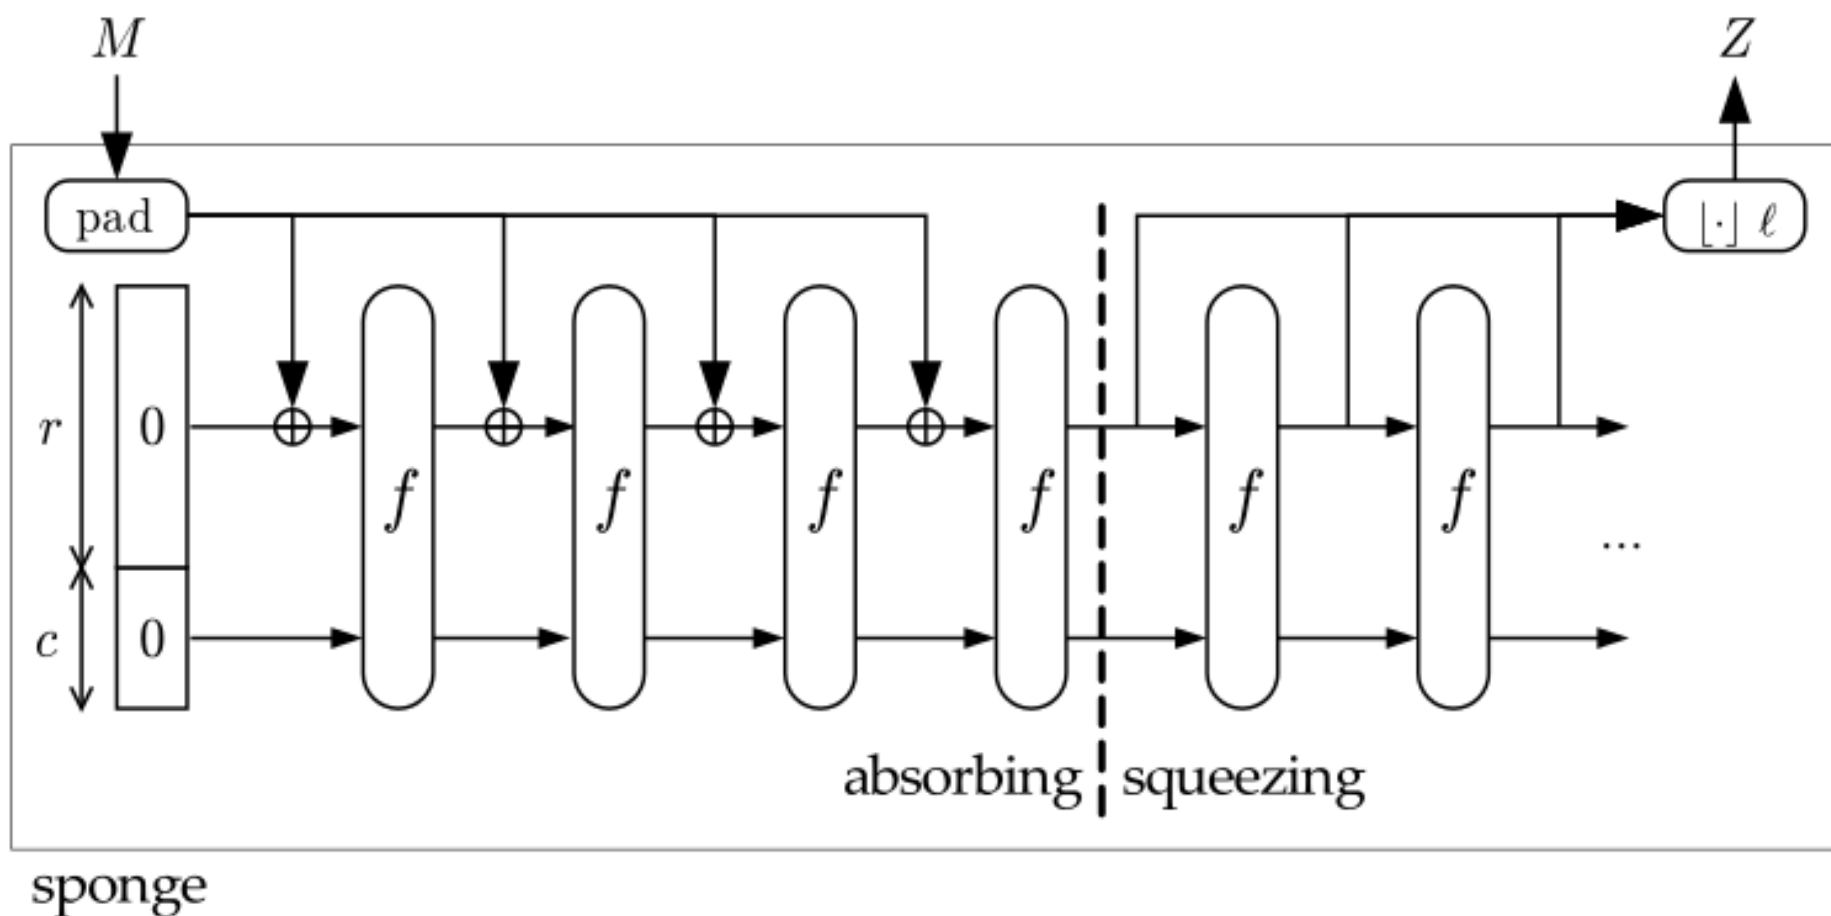 M Z
pad ⌊·⌋ ℓ
r 0
f f f f f f
...
c 0
absorbing squeezing
sponge